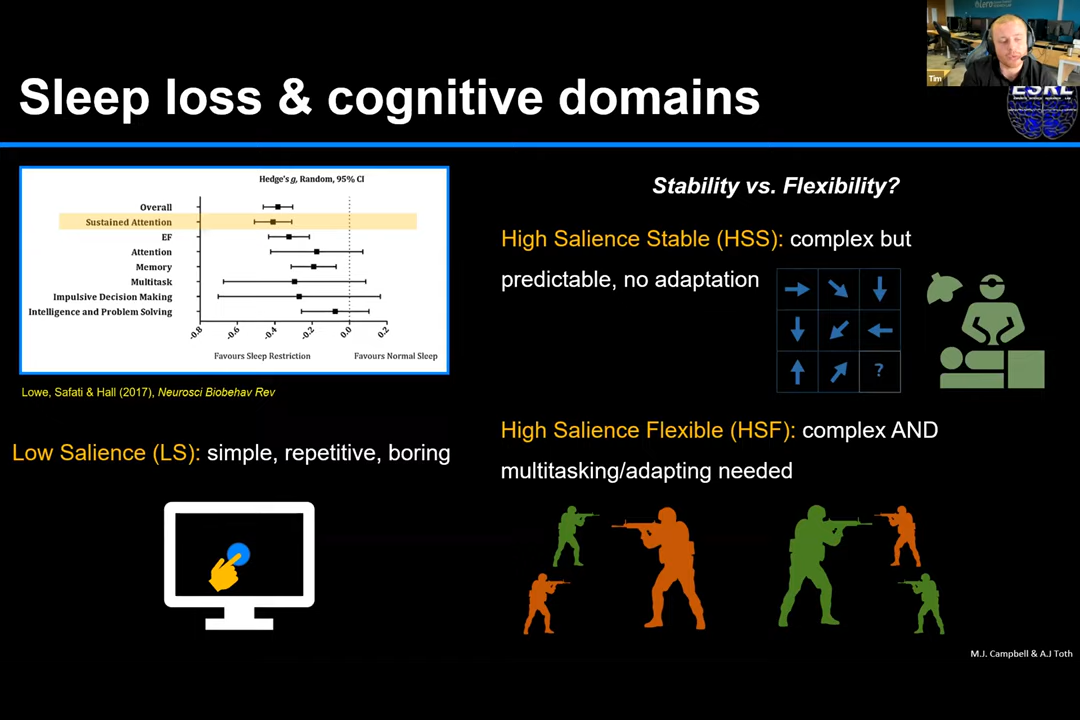 Tim
ESRL
Sleep loss & cognitive domains
Hedge's g, Random, 95% CI
Overall
Sustained Attention
EF
Attention
Memory
Multitask
Impulsive Decision Making
Intelligence and Problem Solving
-0.8 -0.6 -0.4 -0.2 0.0 0.2
Favours Sleep Restriction Favours Normal Sleep
Lowe, Safati & Hall (2017), Neurosci Biobehav Rev
Low Salience (LS): simple, repetitive, boring
Stability vs. Flexibility?
High Salience Stable (HSS): complex but
predictable, no adaptation
?
High Salience Flexible (HSF): complex AND
multitasking/adapting needed
M.J. Campbell & A.J Toth